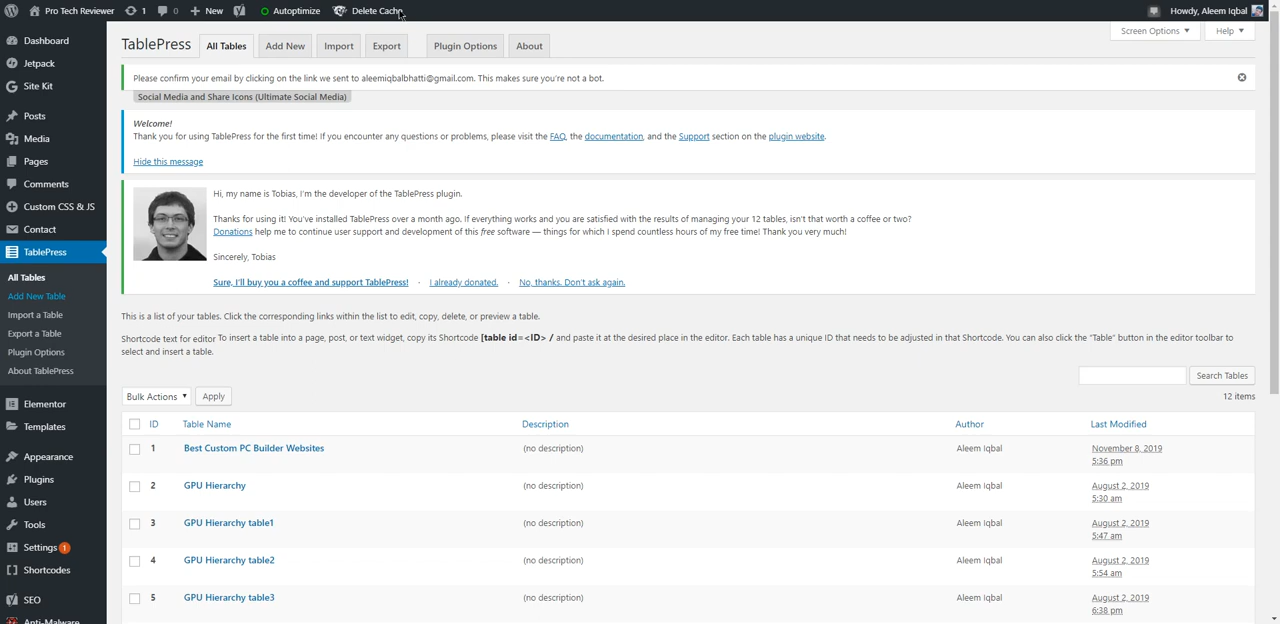 Pro Tech Reviewer 1 0 New Autoptimize Delete Cache Howdy, Aleem Iqbal
Screen Options Help
Dashboard
Jetpack
Site Kit
Posts
Media
Pages
Comments
Custom CSS & JS
Contact
TablePress
All Tables
Add New Table
Import a Table
Export a Table
Plugin Options
About TablePress
Elementor
Templates
Appearance
Plugins
Users
Tools
Settings 1
Shortcodes
SEO
Anti-Malware
TablePress All Tables Add New Import Export Plugin Options About
Please confirm your email by clicking on the link we sent to aleemiqbalbhatti@gmail.com. This makes sure you're not a bot.
Social Media and Share Icons (Ultimate Social Media)
Welcome!
Thank you for using TablePress for the first time! If you encounter any questions or problems, please visit the FAQ, the documentation, and the Support section on the plugin website.
Hide this message
Hi, my name is Tobias, I'm the developer of the TablePress plugin.
Thanks for using it! You've installed TablePress over a month ago. If everything works and you are satisfied with the results of managing your 12 tables, isn't that worth a coffee or two?
Donations help me to continue user support and development of this free software — things for which I spend countless hours of my free time! Thank you very much!
Sincerely, Tobias
Sure, I'll buy you a coffee and support TablePress! · I already donated. · No, thanks. Don't ask again.
This is a list of your tables. Click the corresponding links within the list to edit, copy, delete, or preview a table.
Shortcode text for editor To insert a table into a page, post, or text widget, copy its Shortcode [table id=<ID> / and paste it at the desired place in the editor. Each table has a unique ID that needs to be adjusted in that Shortcode. You can also click the "Table" button in the editor toolbar to
select and insert a table.
Search Tables
Bulk Actions Apply 12 items
ID Table Name Description Author Last Modified
1 Best Custom PC Builder Websites (no description) Aleem Iqbal November 8, 2019
5:36 pm
2 GPU Hierarchy (no description) Aleem Iqbal August 2, 2019
5:30 am
3 GPU Hierarchy table1 (no description) Aleem Iqbal August 2, 2019
5:47 am
4 GPU Hierarchy table2 (no description) Aleem Iqbal August 2, 2019
5:54 am
5 GPU Hierarchy table3 (no description) Aleem Iqbal August 2, 2019
6:38 pm